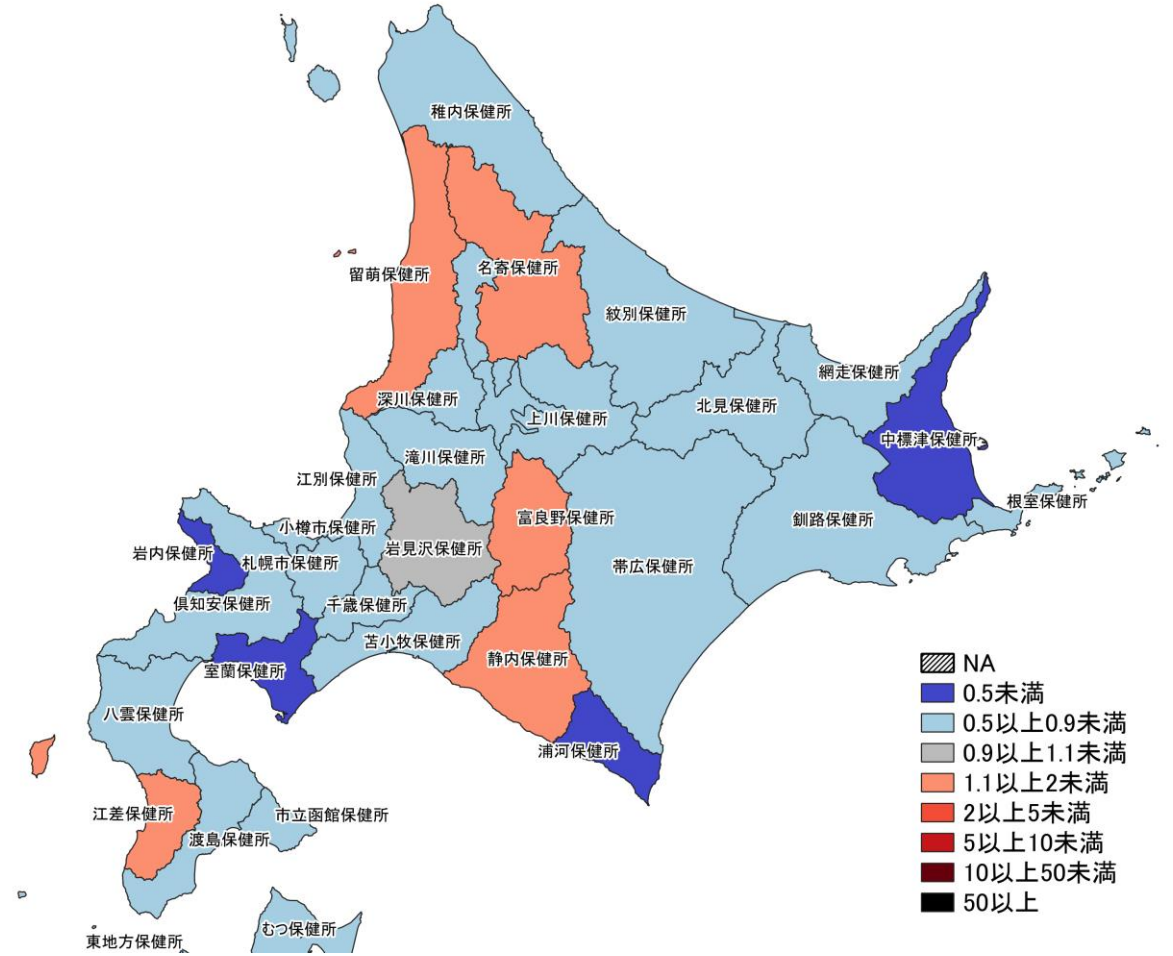 稚内保健所
留萌保健所
名寄保健所
紋別保健所
網走保健所
深川保健所
上川保健所
北見保健所
中標津保健所
滝川保健所
江別保健所
根室保健所
小樽市保健所
富良野保健所
釧路保健所
岩内保健所
札幌市保健所
岩見沢保健所
帯広保健所
倶知安保健所
千歳保健所
苫小牧保健所
静内保健所
室蘭保健所
八雲保健所
浦河保健所
江差保健所
市立函館保健所
渡島保健所
むつ保健所
東地方保健所
NA
0.5未満
0.5以上0.9未満
0.9以上1.1未満
1.1以上2未満
2以上5未満
5以上10未満
10以上50未満
50以上